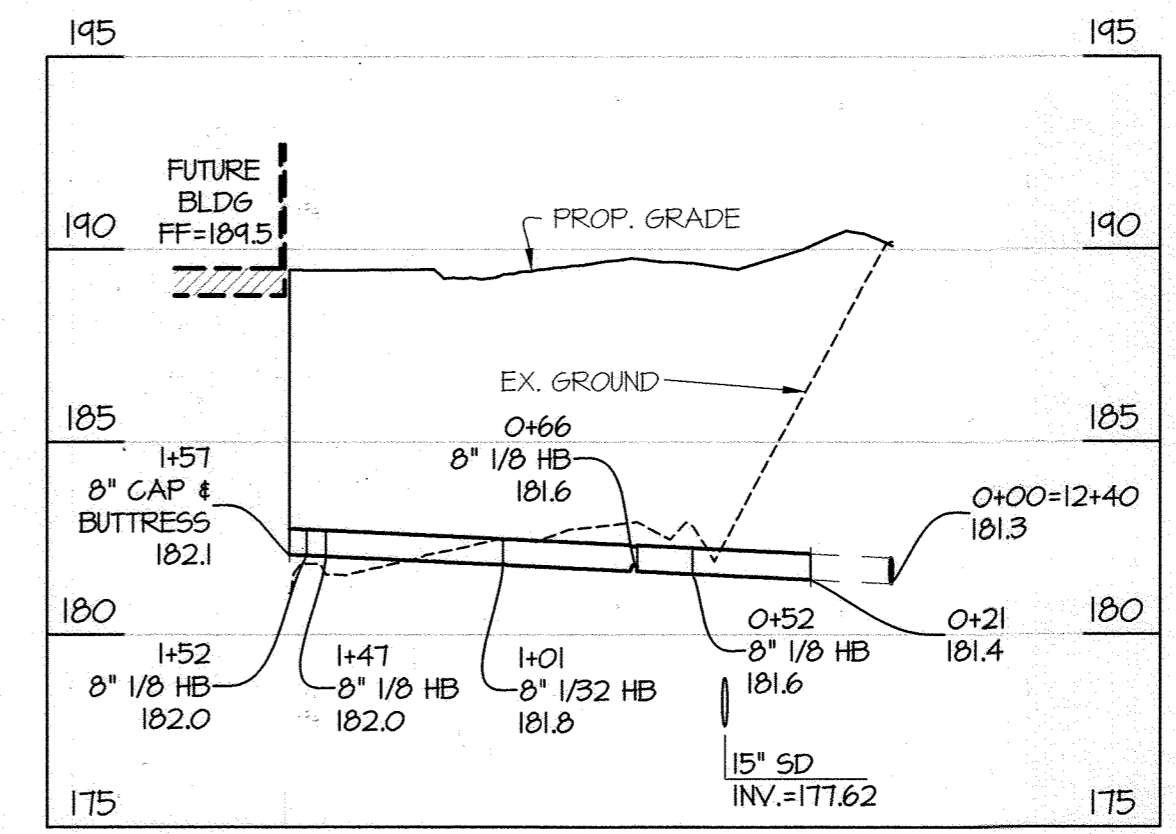 195
195
FUTURE
BLDG
FF=189.5
190
PROP. GRADE
190
EX. GROUND
185
0+66
8" 1/8 HB
181.6
185
1+57
8" CAP &
BUTTRESS
182.1
0+00=12+40
181.3
180
1+52
8" 1/8 HB
182.0
1+47
8" 1/8 HB
182.0
1+01
8" 1/32 HB
181.8
0+52
8" 1/8 HB
181.6
0+21
181.4
180
15" SD
INV.=177.62
175
175